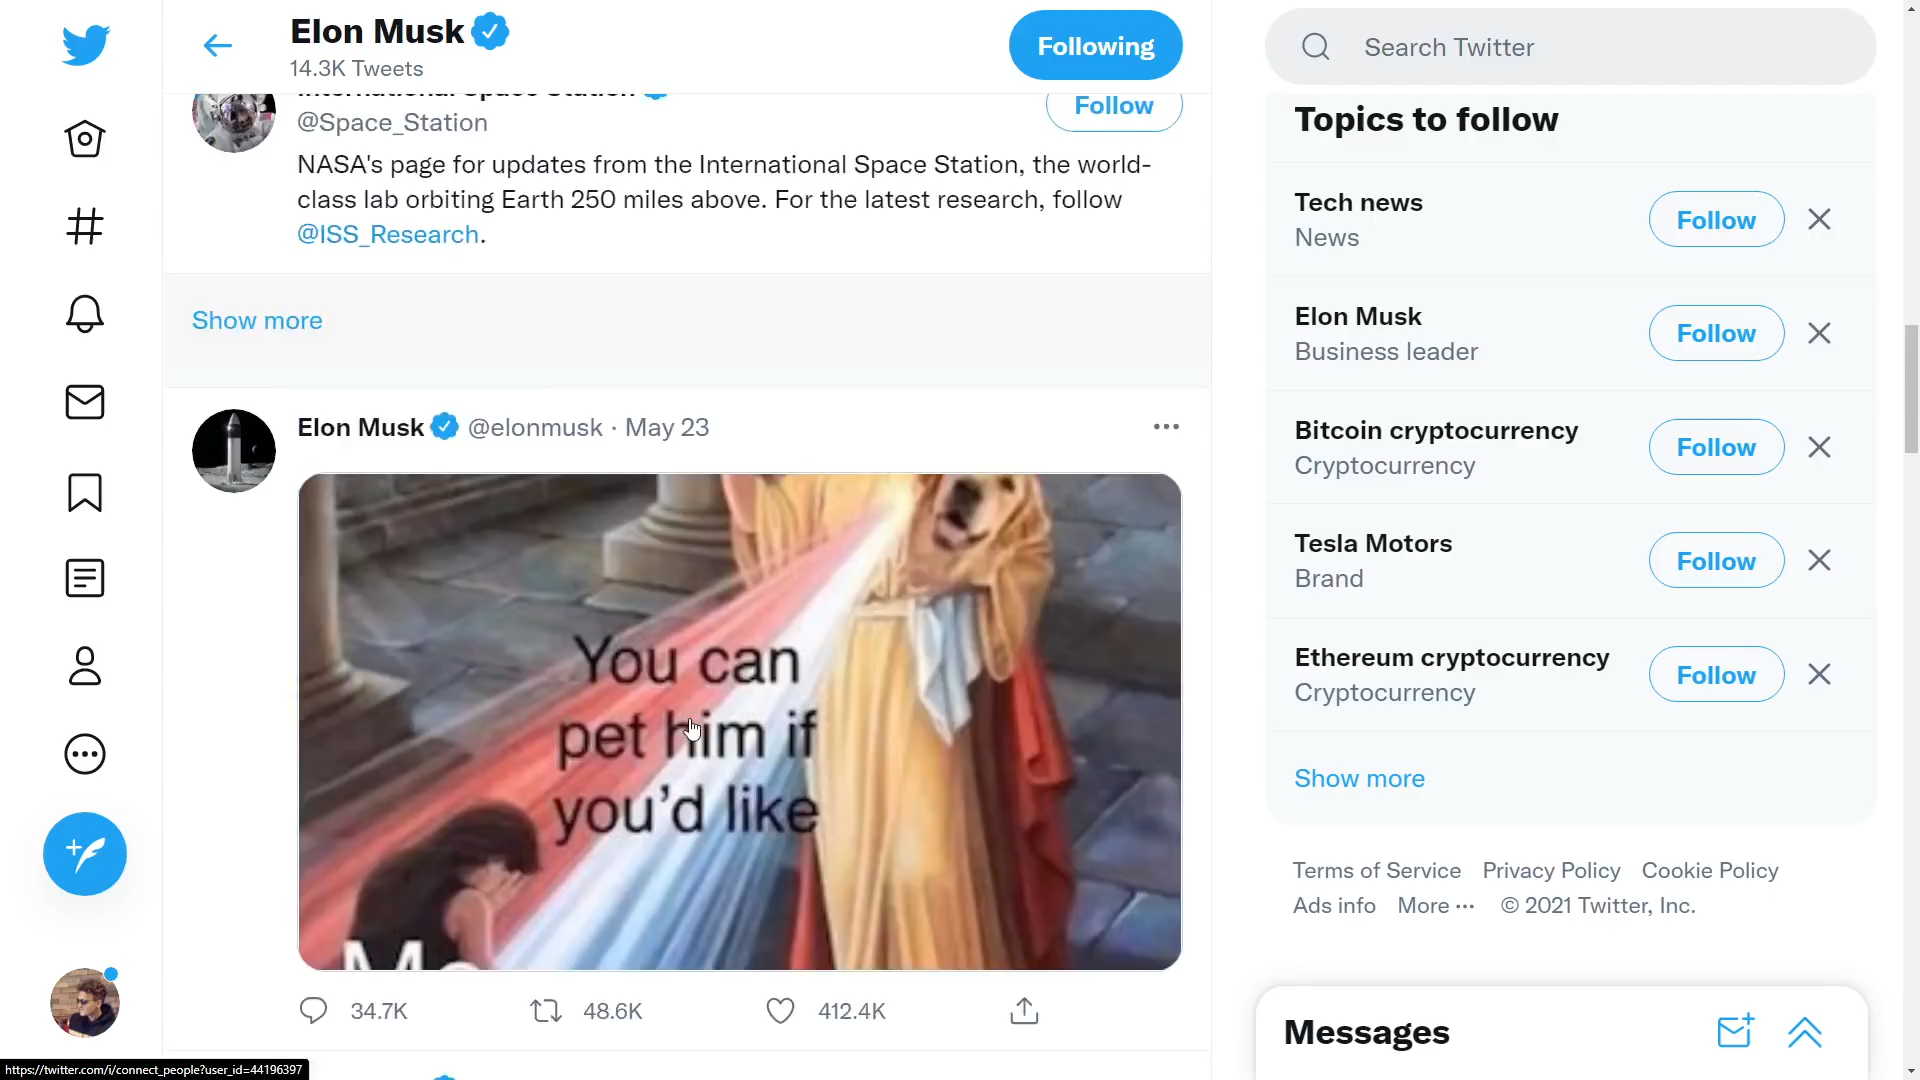 Elon Musk
14.3K Tweets
Following
Search Twitter
International Space Station
@Space_Station
Follow
NASA's page for updates from the International Space Station, the world-
class lab orbiting Earth 250 miles above. For the latest research, follow
@ISS_Research.
Show more
Elon Musk @elonmusk · May 23
You can
pet him if
you'd like
34.7K
48.6K
412.4K
Topics to follow
Tech news
News
Follow
Elon Musk
Business leader
Follow
Bitcoin cryptocurrency
Cryptocurrency
Follow
Tesla Motors
Brand
Follow
Ethereum cryptocurrency
Cryptocurrency
Follow
Show more
Terms of Service Privacy Policy Cookie Policy
Ads info More ··· © 2021 Twitter, Inc.
Messages
https://twitter.com/i/connect_people?user_id=44196397